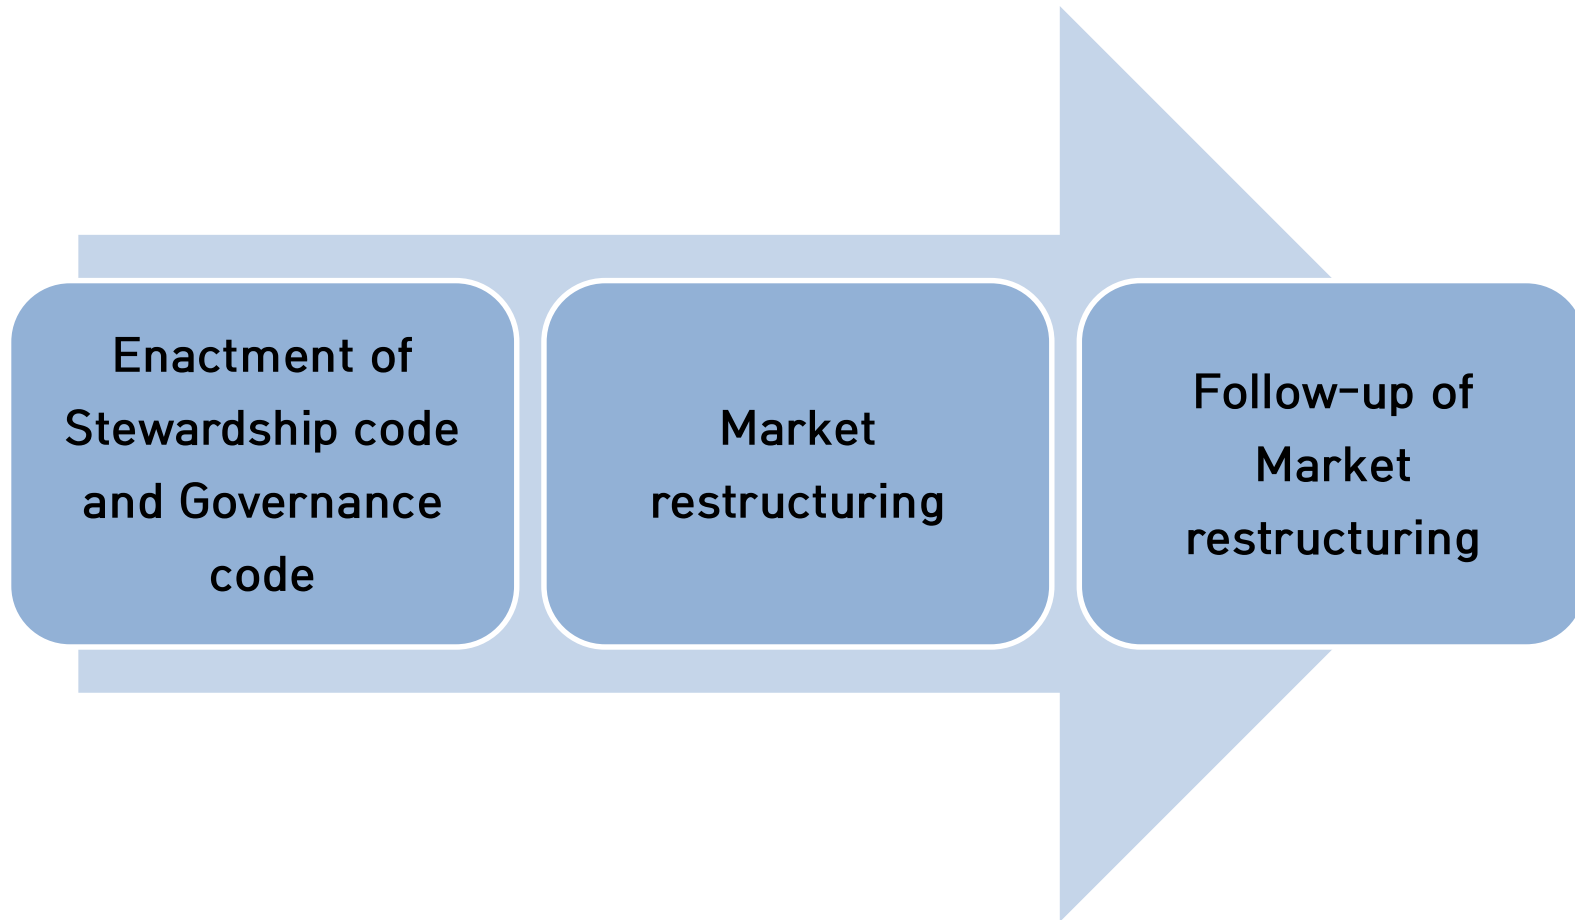 Enactment of
Stewardship code
and Governance
code
Market
restructuring
Follow-up of
Market
restructuring